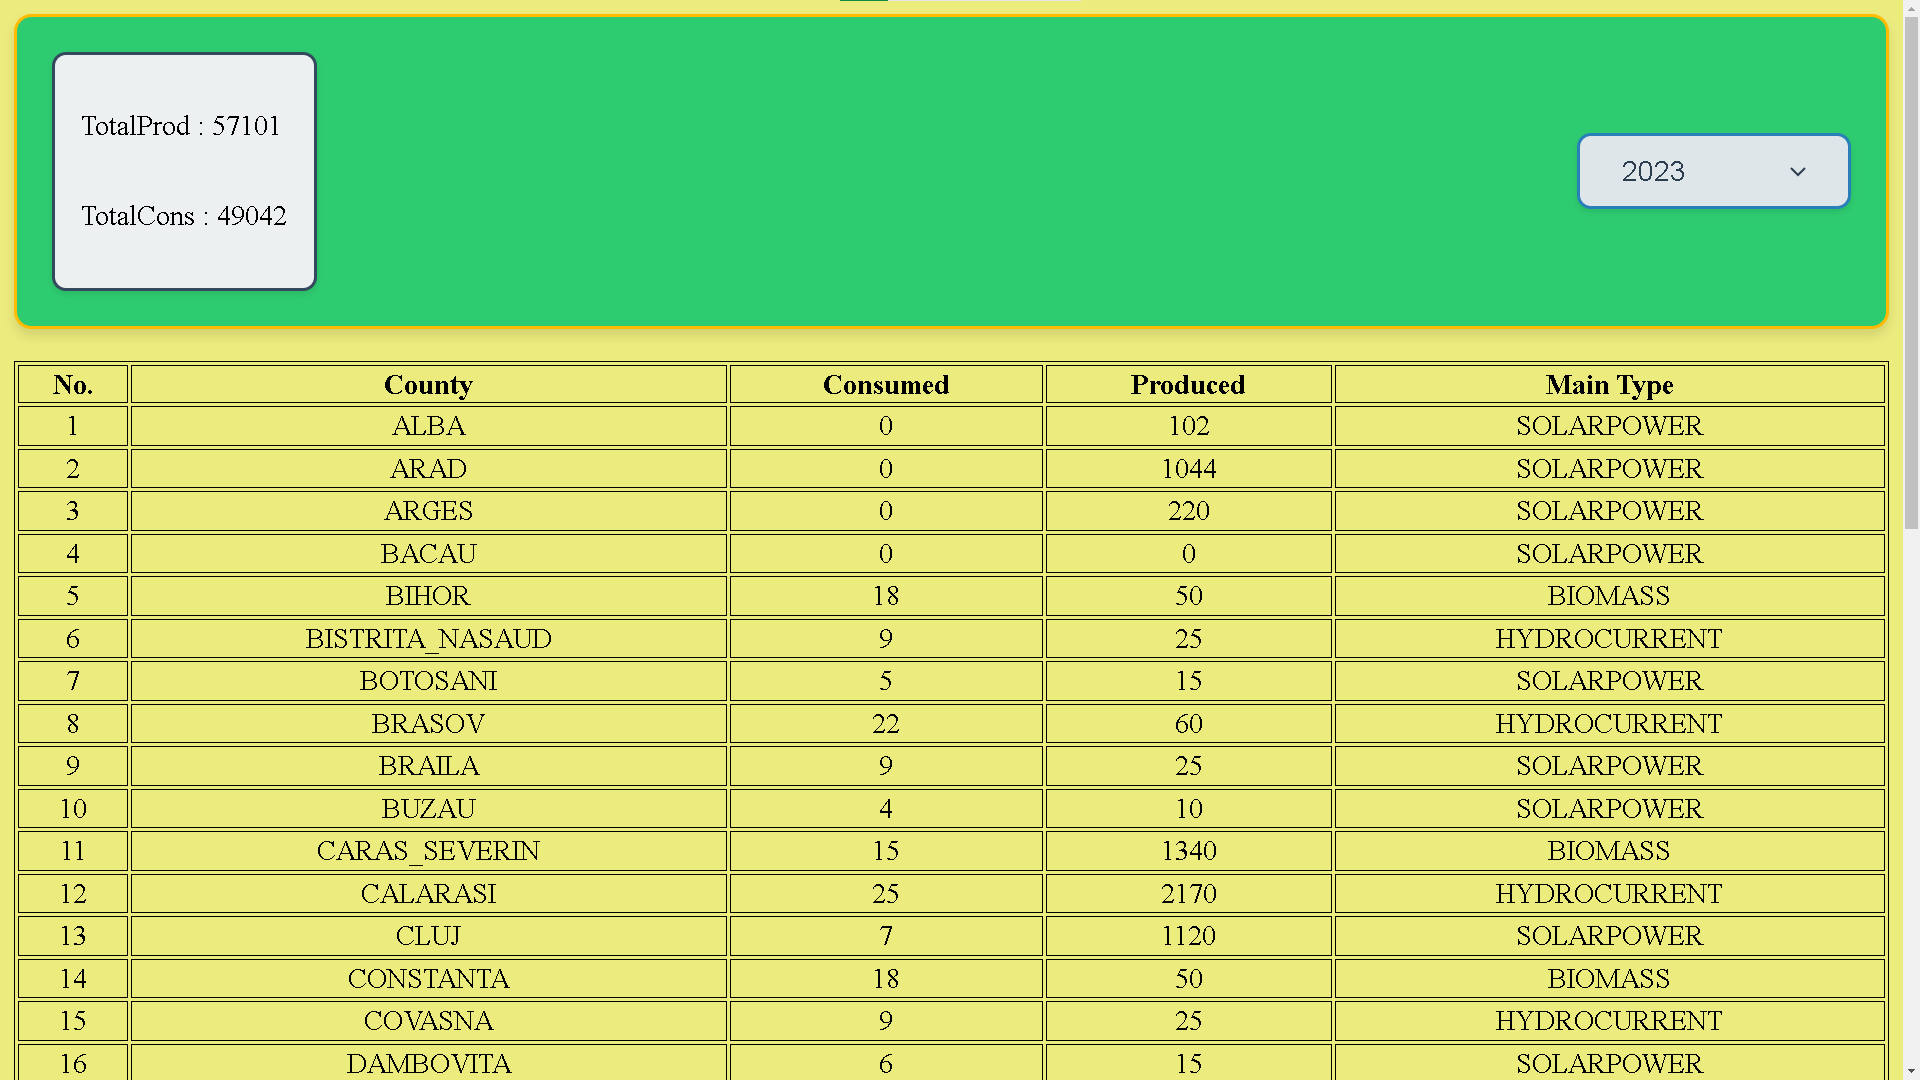 TotalProd : 57101
TotalCons : 49042
2023
No. County Consumed Produced Main Type
1 ALBA 0 102 SOLARPOWER
2 ARAD 0 1044 SOLARPOWER
3 ARGES 0 220 SOLARPOWER
4 BACAU 0 0 SOLARPOWER
5 BIHOR 18 50 BIOMASS
6 BISTRITA_NASAUD 9 25 HYDROCURRENT
7 BOTOSANI 5 15 SOLARPOWER
8 BRASOV 22 60 HYDROCURRENT
9 BRAILA 9 25 SOLARPOWER
10 BUZAU 4 10 SOLARPOWER
11 CARAS_SEVERIN 15 1340 BIOMASS
12 CALARASI 25 2170 HYDROCURRENT
13 CLUJ 7 1120 SOLARPOWER
14 CONSTANTA 18 50 BIOMASS
15 COVASNA 9 25 HYDROCURRENT
16 DAMBOVITA 6 15 SOLARPOWER